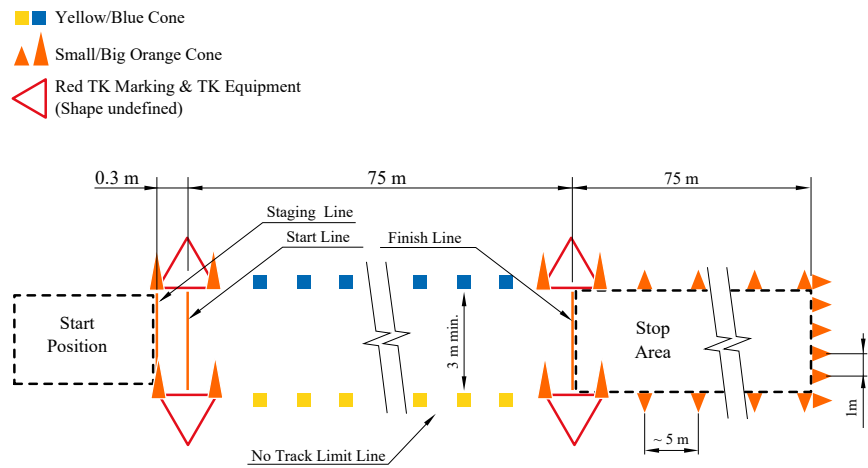 Yellow/Blue Cone
Small/Big Orange Cone
Red TK Marking & TK Equipment
(Shape undefined)
0.3 m
75 m
75 m
Staging Line
Start Line
Finish Line
Start
Position
3 m min.
Stop
Area
1m
~ 5 m
No Track Limit Line